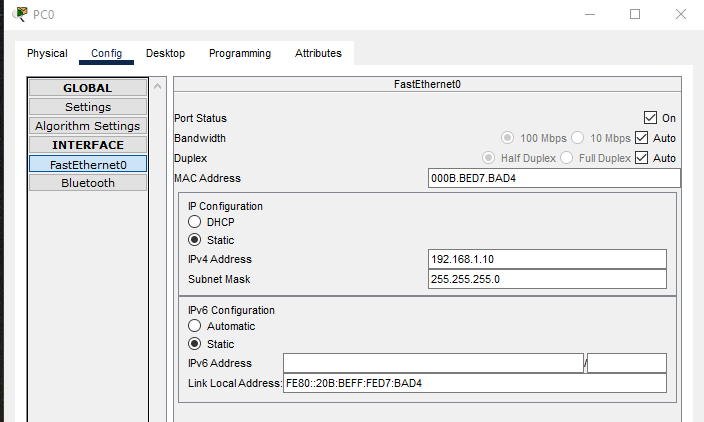 PC0
Physical Config Desktop Programming Attributes
GLOBAL
Settings
Algorithm Settings
INTERFACE
FastEthernet0
Bluetooth
FastEthernet0
Port Status On
Bandwidth 100 Mbps 10 Mbps Auto
Duplex Half Duplex Full Duplex Auto
MAC Address 000B.BED7.BAD4
IP Configuration
DHCP
Static
IPv4 Address 192.168.1.10
Subnet Mask 255.255.255.0
IPv6 Configuration
Automatic
Static
IPv6 Address /
Link Local Address: FE80::20B:BEFF:FED7:BAD4